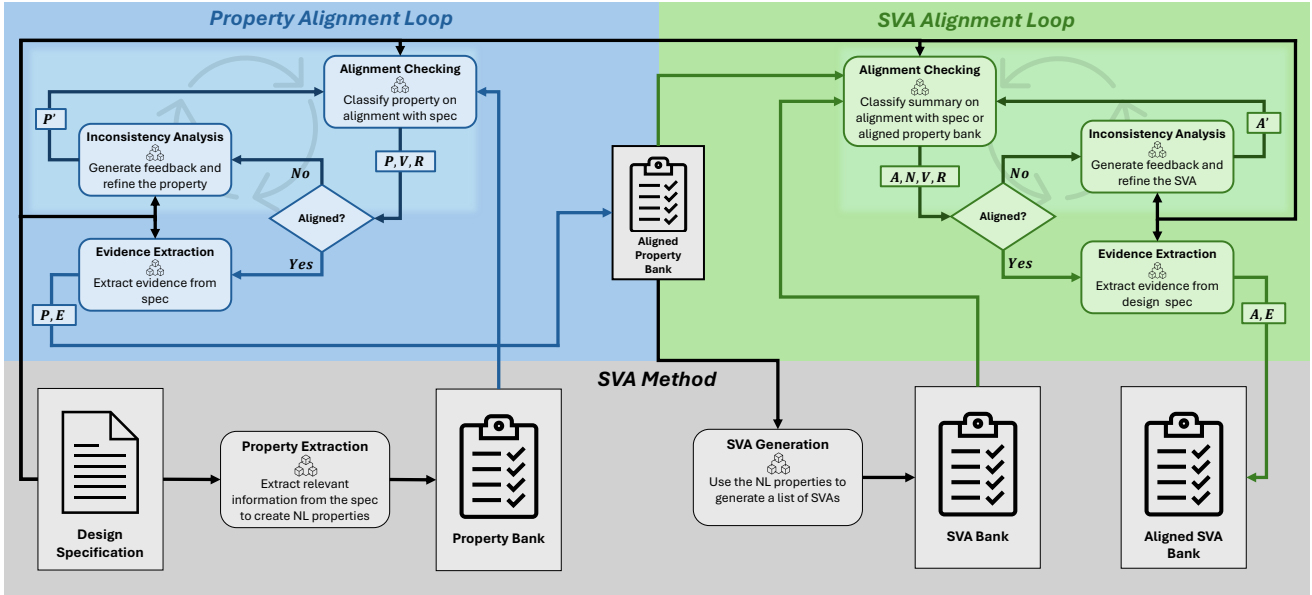 Property Alignment Loop
SVA Alignment Loop
Alignment Checking
Classify property on
alignment with spec
P'
Inconsistency Analysis
Generate feedback and
refine the property
P, V, R
No
Aligned?
Yes
Evidence Extraction
Extract evidence from
spec
P, E
Aligned
Property
Bank
Alignment Checking
Classify summary on
alignment with spec or
aligned property bank
A'
Inconsistency Analysis
Generate feedback and
refine the SVA
A, N, V, R
No
Aligned?
Yes
Evidence Extraction
Extract evidence from
design spec
A, E
SVA Method
Design
Specification
Property Extraction
Extract relevant
information from the spec
to create NL properties
Property Bank
SVA Generation
Use the NL properties to
generate a list of SVAs
SVA Bank
Aligned SVA
Bank